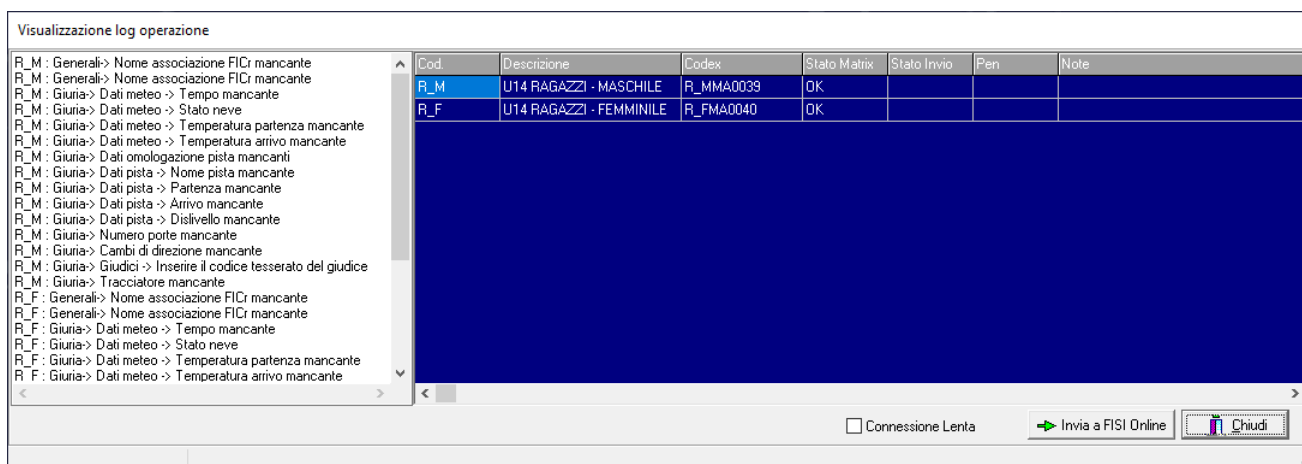 Visualizzazione log operazione
R_M : Generali-> Nome associazione FICr mancante
R_M : Generali-> Nome associazione FICr mancante
R_M : Giuria-> Dati meteo -> Tempo mancante
R_M : Giuria-> Dati meteo -> Stato neve
R_M : Giuria-> Dati meteo -> Temperatura partenza mancante
R_M : Giuria-> Dati meteo -> Temperatura arrivo mancante
R_M : Giuria-> Dati omologazione pista mancanti
R_M : Giuria-> Dati pista -> Nome pista mancante
R_M : Giuria-> Dati pista -> Partenza mancante
R_M : Giuria-> Dati pista -> Arrivo mancante
R_M : Giuria-> Dati pista -> Dislivello mancante
R_M : Giuria-> Numero porte mancante
R_M : Giuria-> Cambi di direzione mancante
R_M : Giuria-> Giudici -> Inserire il codice tesserato del giudice
R_M : Giuria-> Tracciatore mancante
R_F : Generali-> Nome associazione FICr mancante
R_F : Generali-> Nome associazione FICr mancante
R_F : Giuria-> Dati meteo -> Tempo mancante
R_F : Giuria-> Dati meteo -> Stato neve
R_F : Giuria-> Dati meteo -> Temperatura partenza mancante
R_F : Giuria-> Dati meteo -> Temperatura arrivo mancante
Cod. Descrizione Codex Stato Matrix Stato Invio Pen Note
R_M U14 RAGAZZI - MASCHILE R_MMA0039 OK
R_F U14 RAGAZZI - FEMMINILE R_FMA0040 OK
Connessione Lenta Invia a FISI Online Chiudi